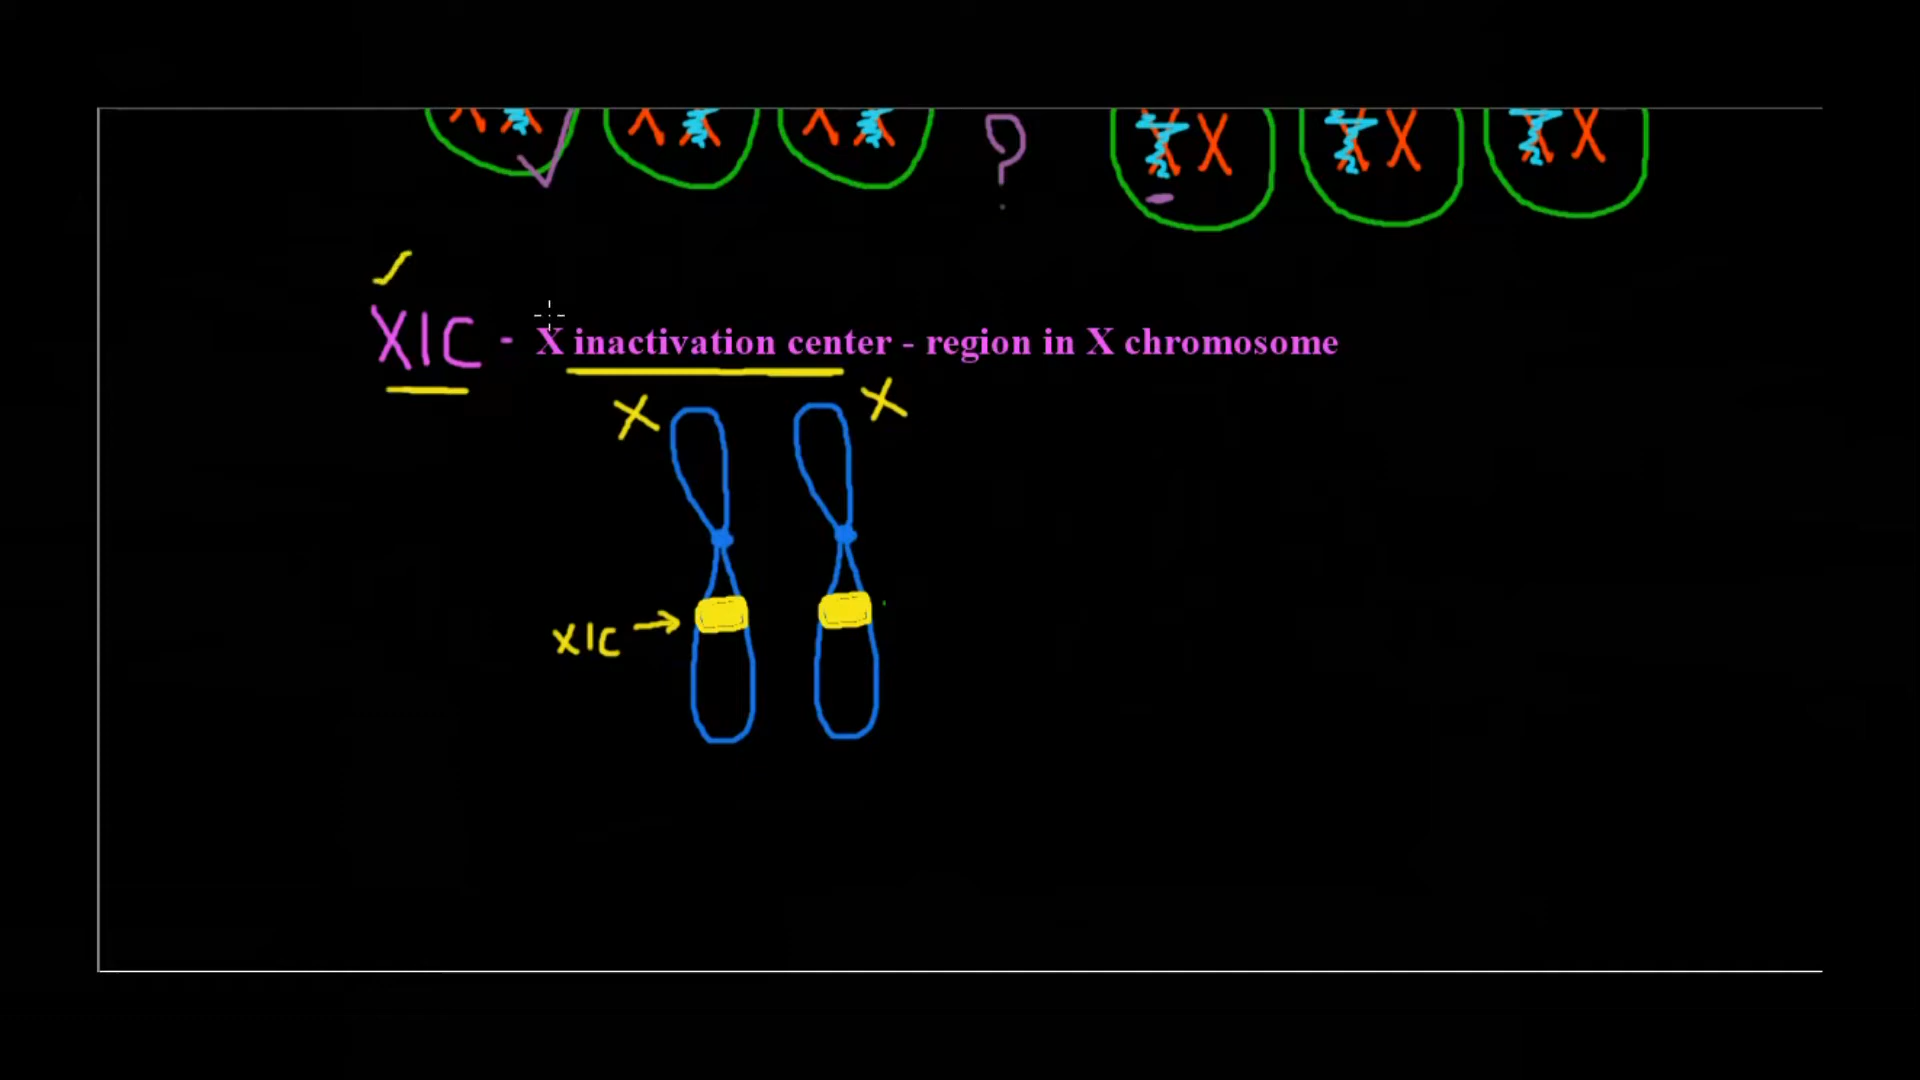 X X X X X X ? X X X X X X
XIC - X inactivation center - region in X chromosome
X X
XIC →